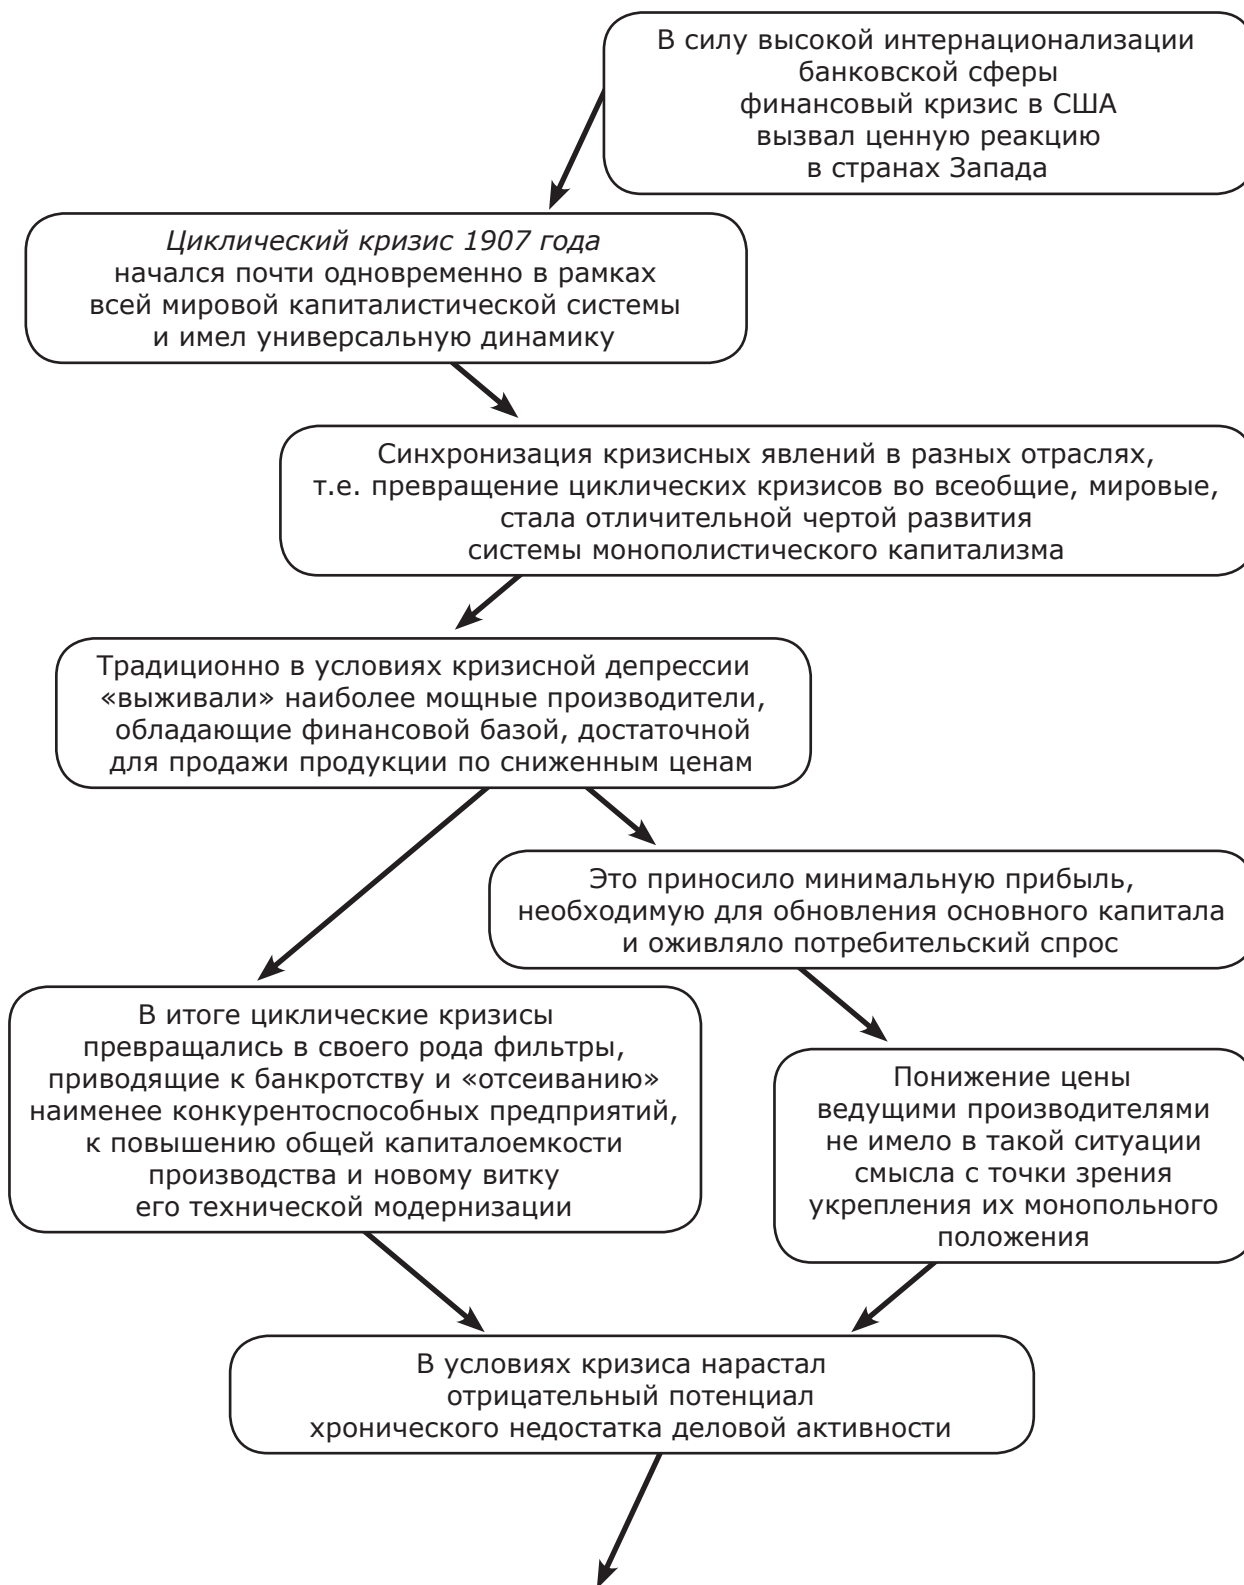 В силу высокой интернационализации
банковской сферы
финансовый кризис в США
вызвал ценную реакцию
в странах Запада
Циклический кризис 1907 года
начался почти одновременно в рамках
всей мировой капиталистической системы
и имел универсальную динамику
Синхронизация кризисных явлений в разных отраслях,
т.е. превращение циклических кризисов во всеобщие, мировые,
стала отличительной чертой развития
системы монополистического капитализма
Традиционно в условиях кризисной депрессии
«выживали» наиболее мощные производители,
обладающие финансовой базой, достаточной
для продажи продукции по сниженным ценам
Это приносило минимальную прибыль,
необходимую для обновления основного капитала
и оживляло потребительский спрос
В итоге циклические кризисы
превращались в своего рода фильтры,
приводящие к банкротству и «отсеиванию»
наименее конкурентоспособных предприятий,
к повышению общей капиталоемкости
производства и новому витку
его технической модернизации
Понижение цены
ведущими производителями
не имело в такой ситуации
смысла с точки зрения
укрепления их монопольного
положения
В условиях кризиса нарастал
отрицательный потенциал
хронического недостатка деловой активности